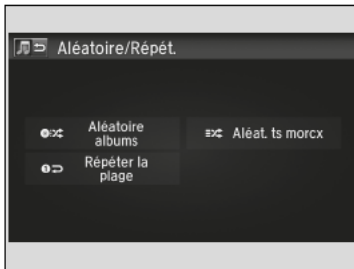 Aléatoire/Répét.
Aléatoire
albums
Aléat. ts morcx
Répéter la
plage